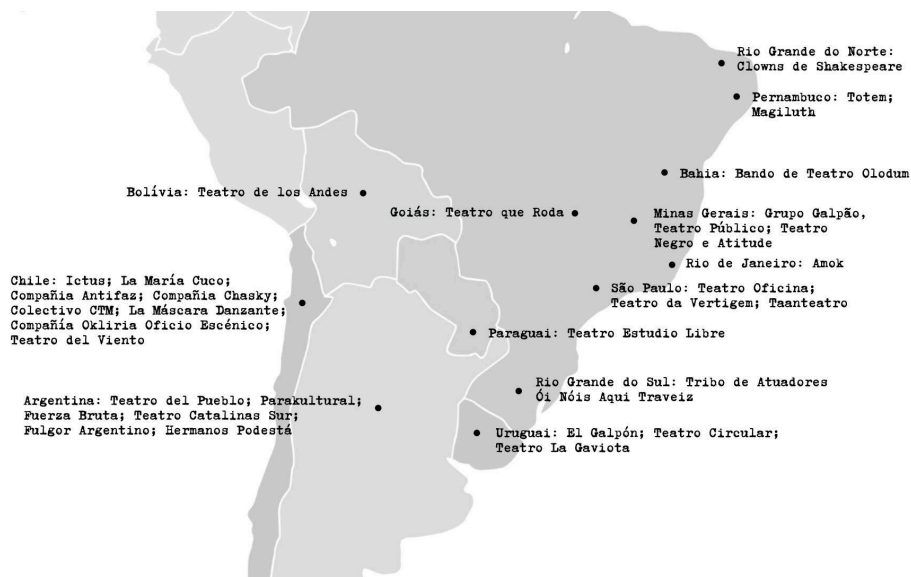 Rio Grande do Norte:
Clowns de Shakespeare
Pernambuco: Totem;
Magiluth
Bahia: Bando de Teatro Olodum
Bolívia: Teatro de los Andes
Goiás: Teatro que Roda
Minas Gerais: Grupo Galpão,
Teatro Público; Teatro
Negro e Atitude
Rio de Janeiro: Amok
Chile: Ictus; La María Cuco;
Compañia Antifaz; Compañia Chasky;
Colectivo CTM; La Máscara Danzante;
Compañía Okliria Oficio Escénico;
Teatro del Viento
São Paulo: Teatro Oficina;
Teatro da Vertigem; Taanteatro
Paraguai: Teatro Estudio Libre
Rio Grande do Sul: Tribo de Atuadores
Ói Nóis Aqui Traveiz
Argentina: Teatro del Pueblo; Parakultural;
Fuerza Bruta; Teatro Catalinas Sur;
Fulgor Argentino; Hermanos Podestá
Uruguai: El Galpón; Teatro Circular;
Teatro La Gaviota